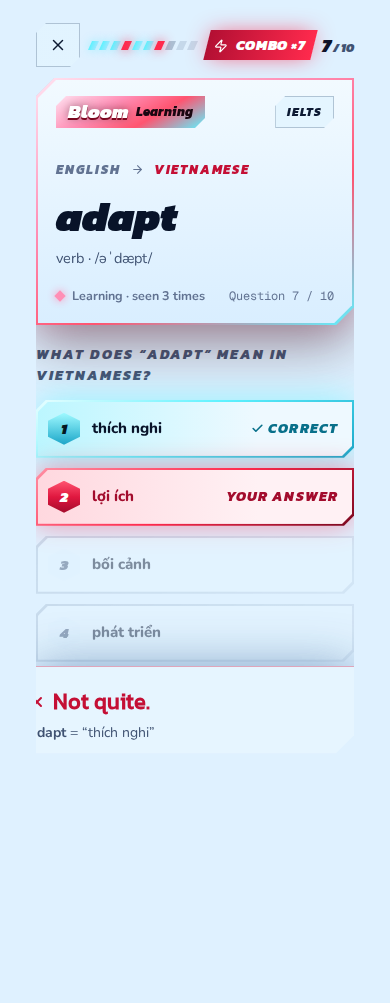 COMBO ×7 7 / 10
Bloom Learning IELTS
ENGLISH → VIETNAMESE
adapt
verb · /əˈdæpt/
Learning · seen 3 times Question 7 / 10
WHAT DOES “ADAPT” MEAN IN
VIETNAMESE?
1 thích nghi ✓ CORRECT
2 lợi ích YOUR ANSWER
3 bối cảnh
4 phát triển
Not quite.
dapt = “thích nghi”